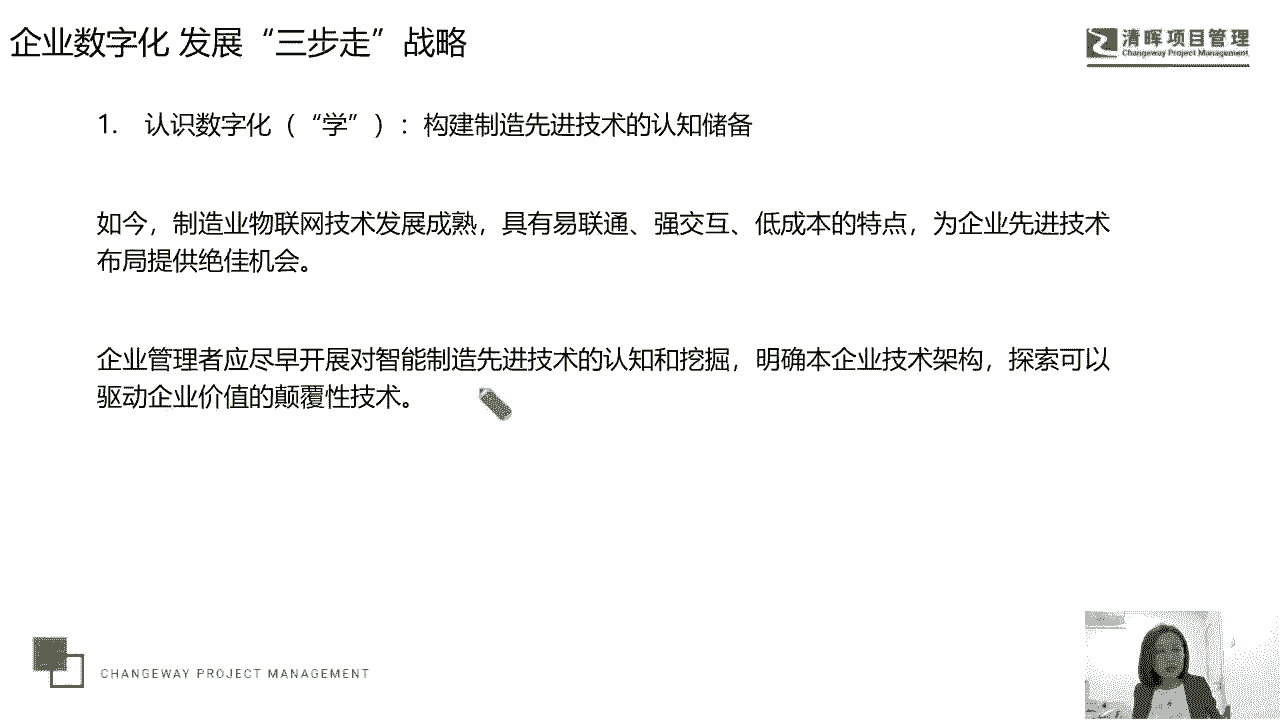 企业数字化 发展“三步走”战略
清晖项目管理
Changeway Project Management
1. 认识数字化（“学”）：构建制造先进技术的认知储备
如今，制造业物联网技术发展成熟，具有易联通、强交互、低成本的特点，为企业先进技术
布局提供绝佳机会。
企业管理者应尽早开展对智能制造先进技术的认知和挖掘，明确本企业技术架构，探索可以
驱动企业价值的颠覆性技术。
CHANGEWAY PROJECT MANAGEMENT